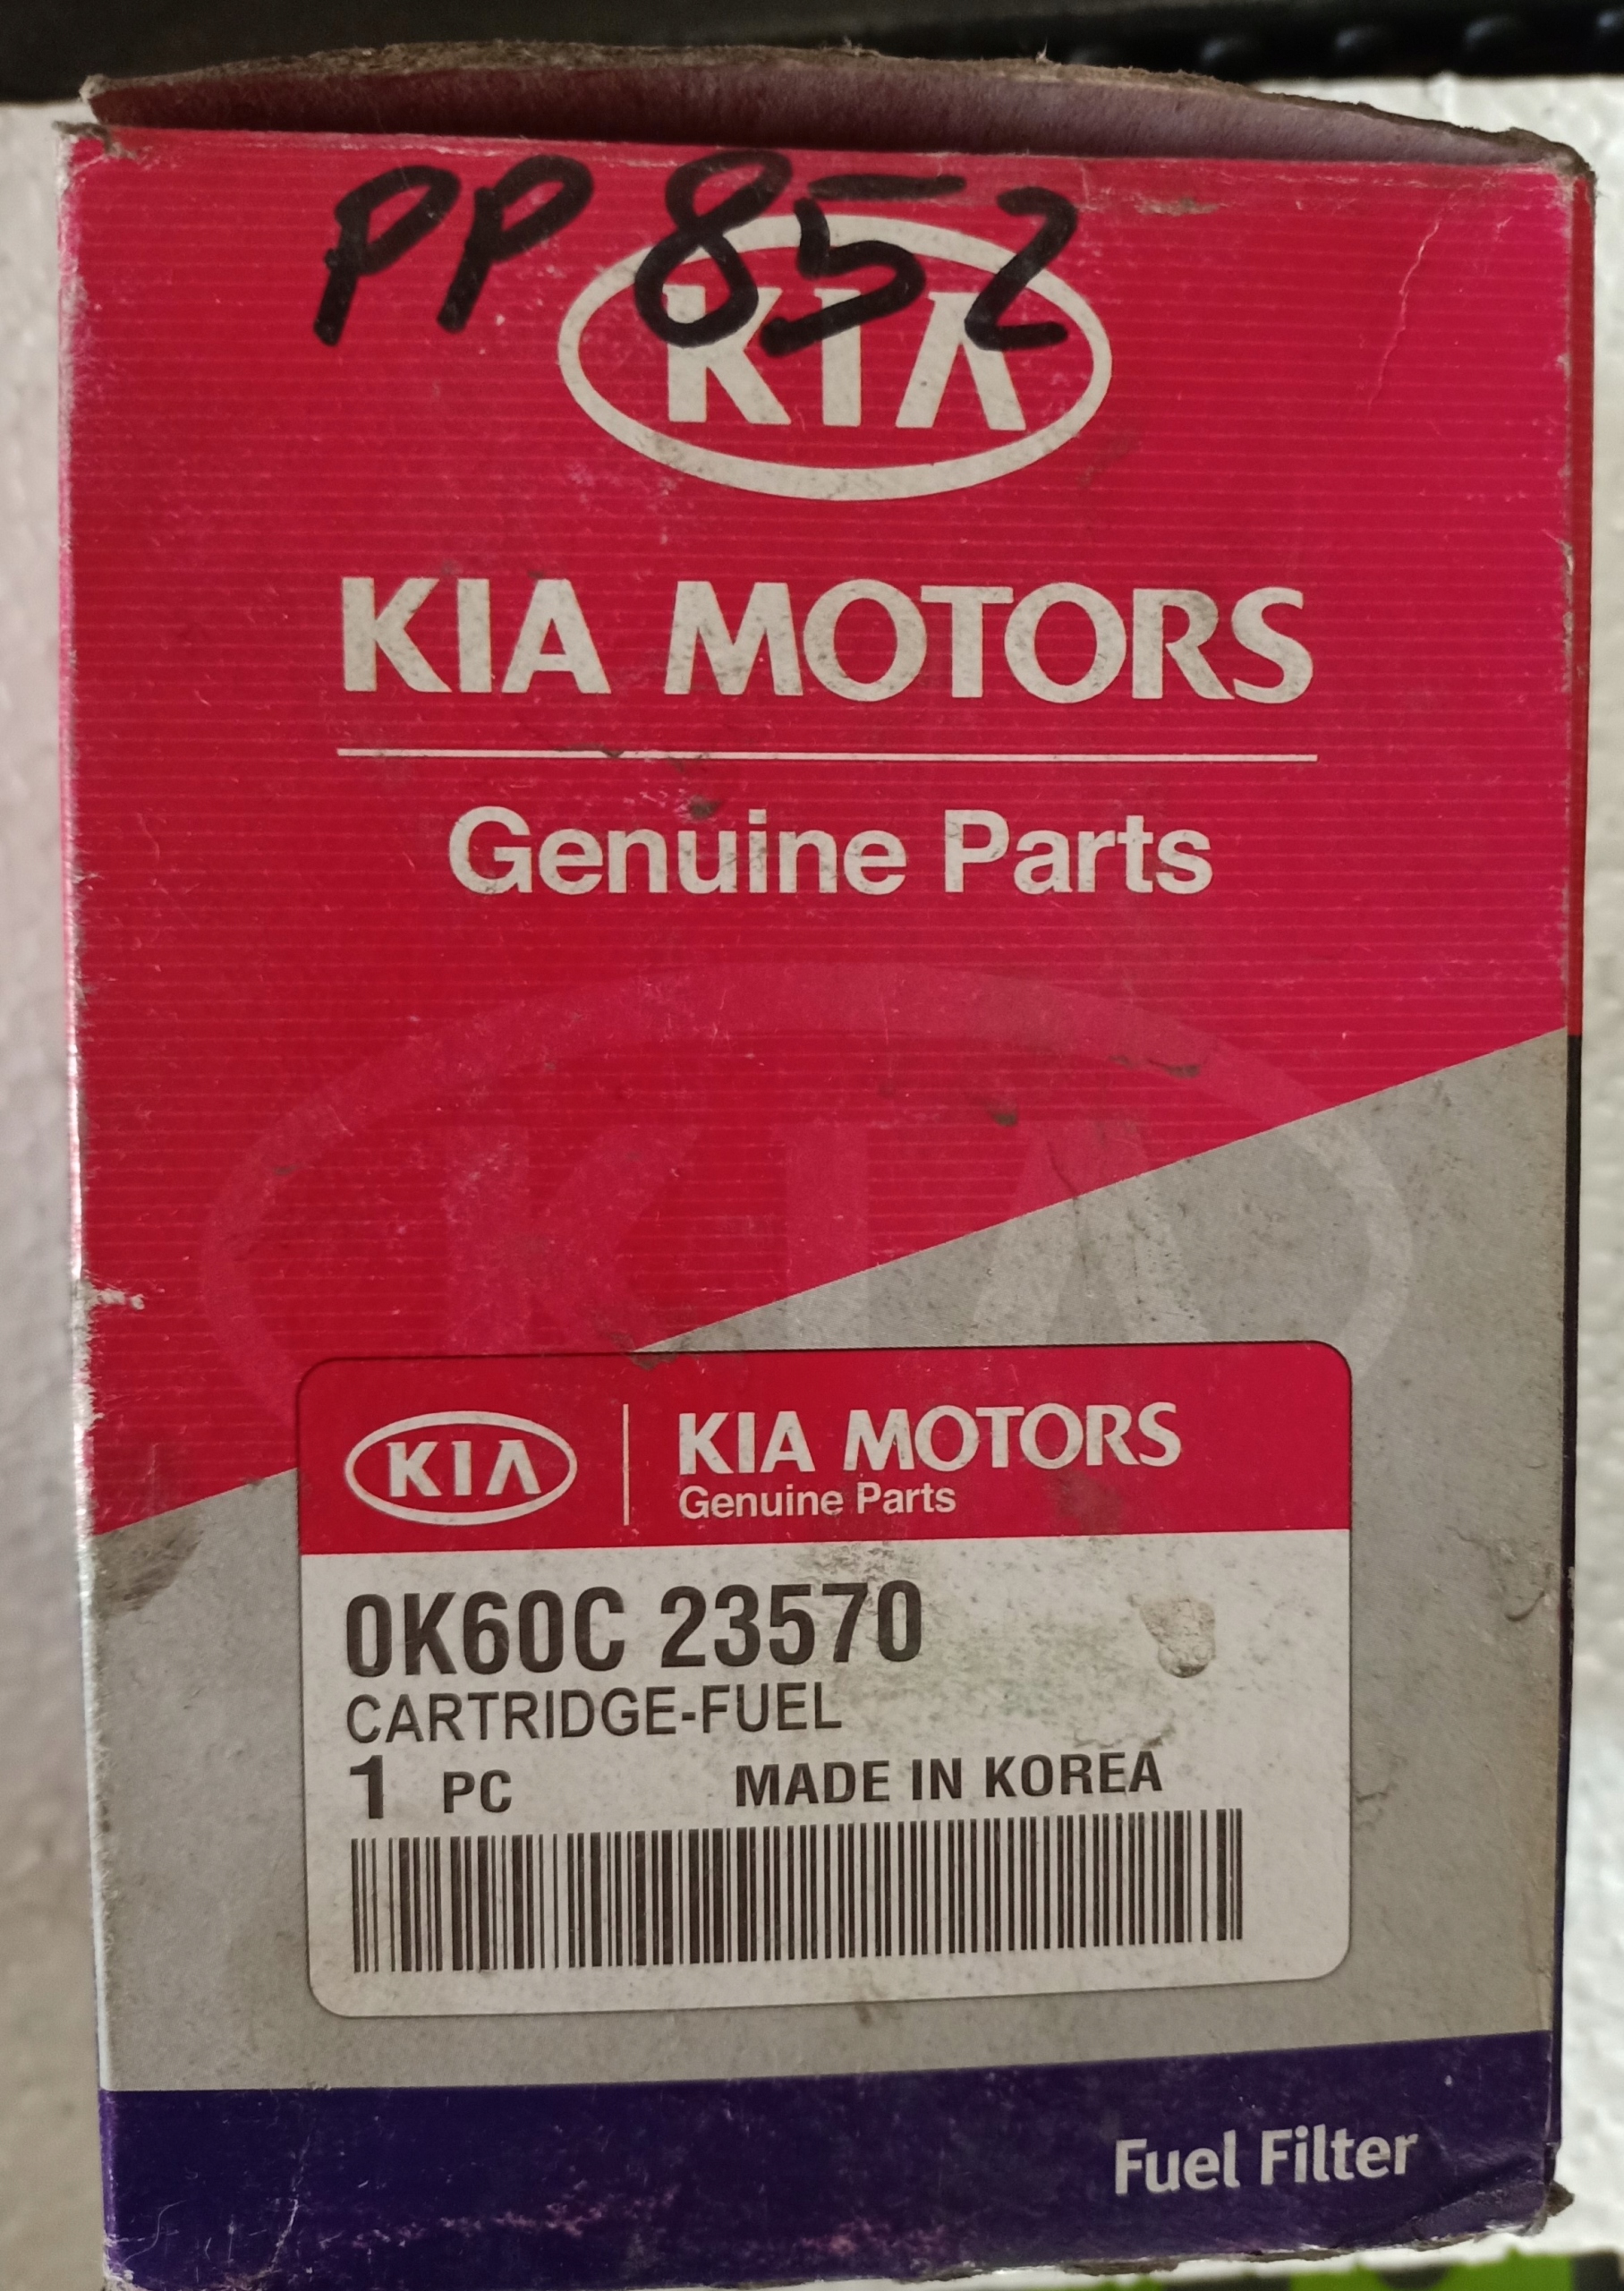 PP 852
KIA
KIA MOTORS
Genuine Parts
KIA
KIA
KIA MOTORS
Genuine Parts
0K60C 23570
CARTRIDGE-FUEL
1 PC MADE IN KOREA
Fuel Filter